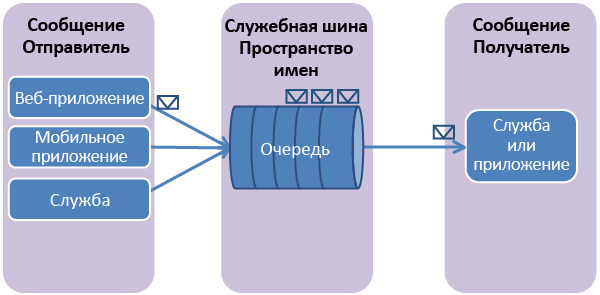 Сообщение
Отправитель
Веб-приложение
Мобильное
приложение
Служба
Служебная шина
Пространство
имен
Очередь
Сообщение
Получатель
Служба
или
приложение